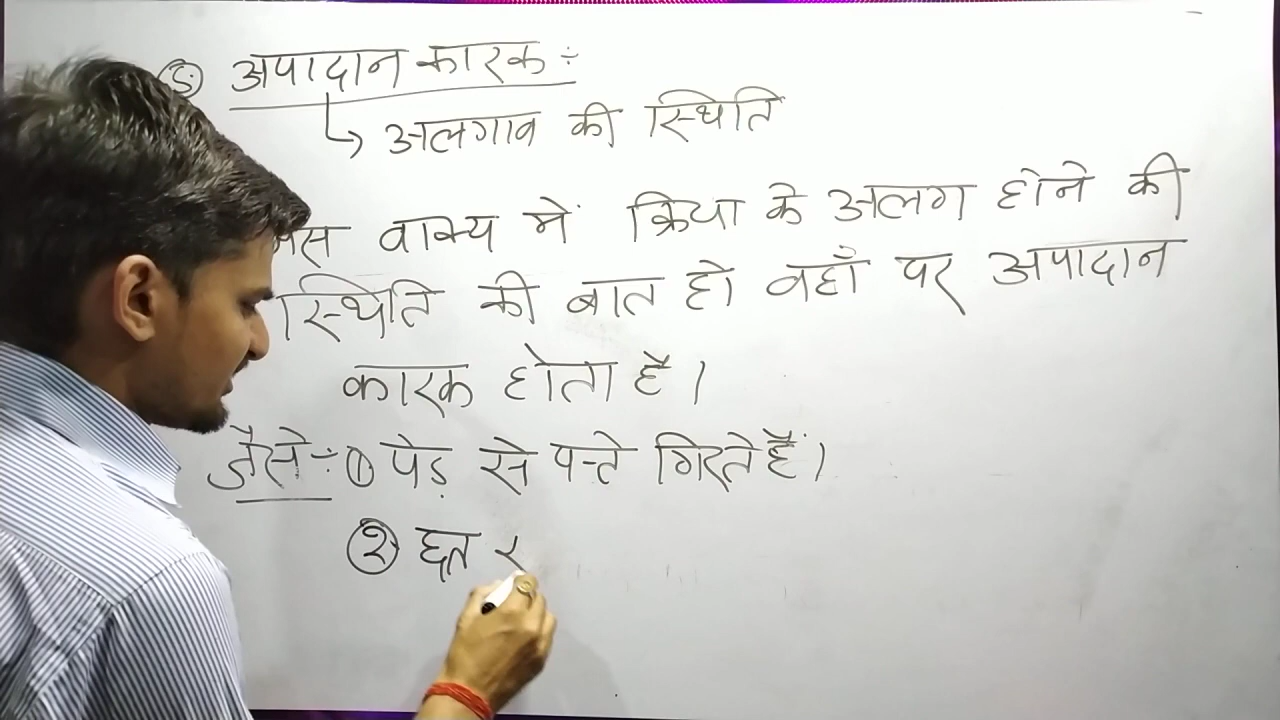 ⑤ अपादान कारक :-
↳ अलगाव की स्थिति
वाक्य में क्रिया के अलग होने की
स्थिति की बात हो वहाँ पर अपादान
कारक होता है।
जैसे :- ① पेड़ से पत्ते गिरते हैं।
② छत